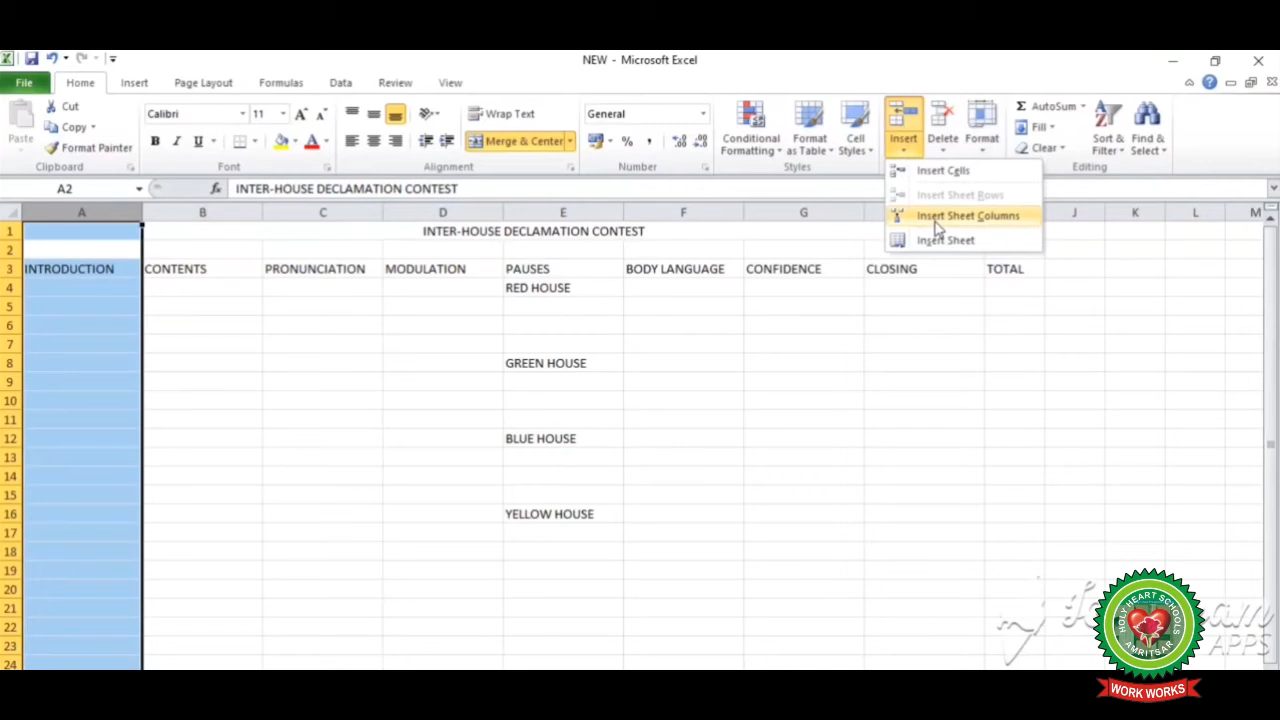 NEW - Microsoft Excel
File Home Insert Page Layout Formulas Data Review View
Paste
Cut
Copy
Format Painter
Clipboard
Calibri 11
B I U
Font
Wrap Text
Merge & Center
Alignment
General
%
Number
Conditional Formatting
Format as Table
Cell Styles
Styles
Insert
Delete
Format
AutoSum
Fill
Clear
Sort & Filter
Find & Select
Editing
Insert Cells
Insert Sheet Rows
Insert Sheet Columns
Insert Sheet
A2 fx INTER-HOUSE DECLAMATION CONTEST
A B C D E F G J K L M
1 INTER-HOUSE DECLAMATION CONTEST
2
3 INTRODUCTION CONTENTS PRONUNCIATION MODULATION PAUSES BODY LANGUAGE CONFIDENCE CLOSING TOTAL
4 RED HOUSE
5
6
7
8 GREEN HOUSE
9
10
11
12 BLUE HOUSE
13
14
15
16 YELLOW HOUSE
17
18
19
20
21
22
23
24
APPS
HOLY HEART SCHOOLS
AMRITSAR
WORK WORKS